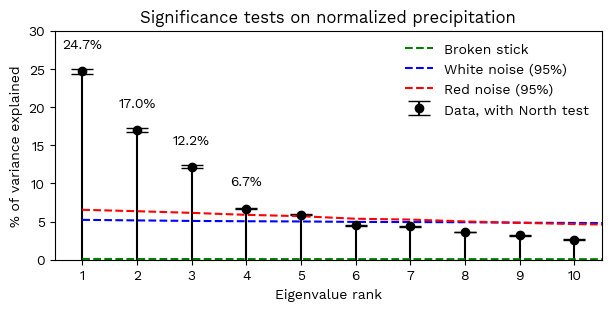 Significance tests on normalized precipitation
% of variance explained
30
25
20
15
10
5
0
24.7%
17.0%
12.2%
6.7%
Broken stick
White noise (95%)
Red noise (95%)
Data, with North test
1 2 3 4 5 6 7 8 9 10
Eigenvalue rank